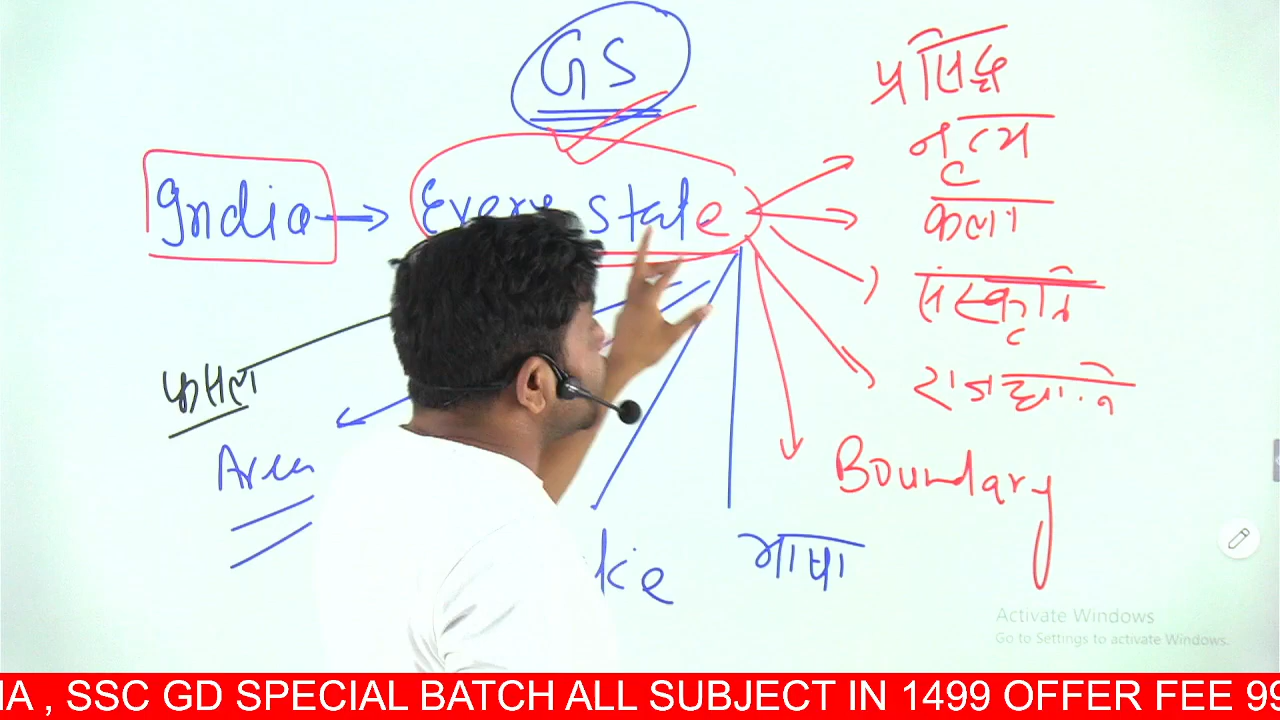 GS
India → Every state
प्रसिद्ध
नृत्य
कला
संस्कृति
राजधानी
Boundary
फसल
Area
ke
भाषा
Activate Windows
Go to Settings to activate Windows.
IA , SSC GD SPECIAL BATCH ALL SUBJECT IN 1499 OFFER FEE 99